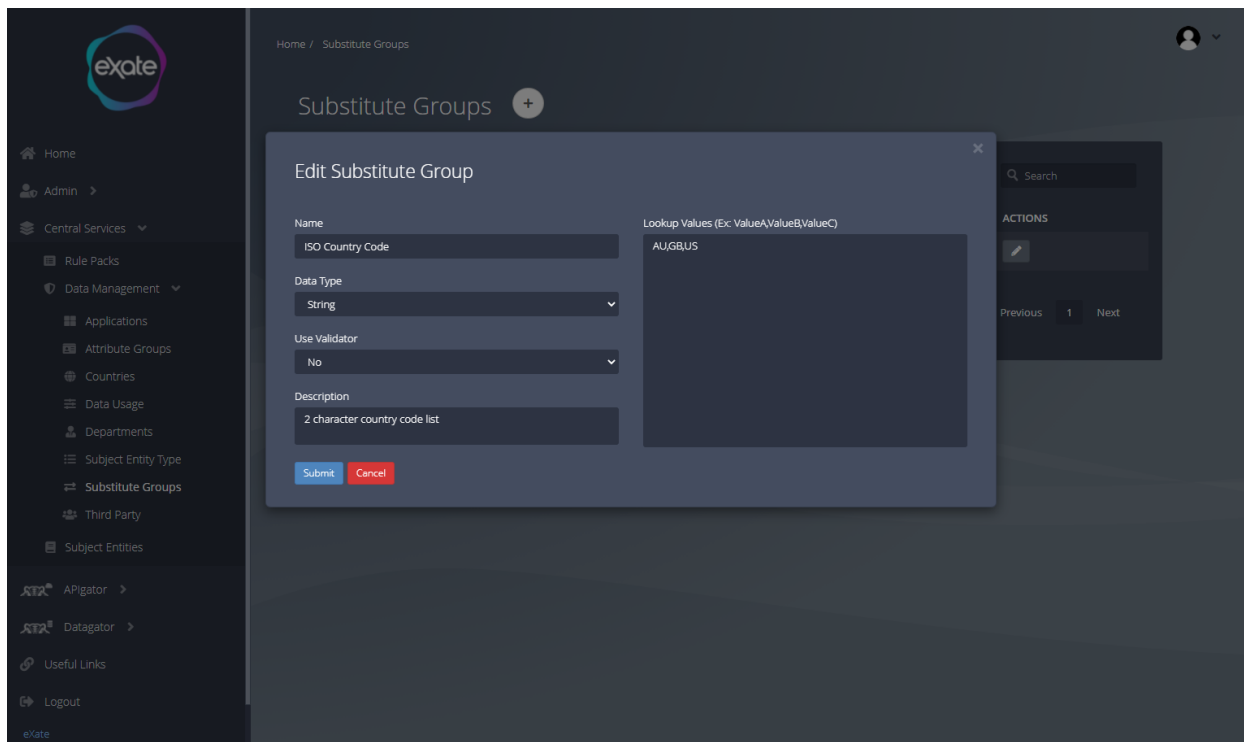 exate
Home
Admin
Central Services
Rule Packs
Data Management
Applications
Attribute Groups
Countries
Data Usage
Departments
Subject Entity Type
Substitute Groups
Third Party
Subject Entities
APIgator
Datagator
Useful Links
Logout
eXate
Home / Substitute Groups
Substitute Groups +
Edit Substitute Group
×
Name
ISO Country Code
Data Type
String
Use Validator
No
Description
2 character country code list
Submit Cancel
Lookup Values (Ex: ValueA,ValueB,ValueC)
AU,GB,US
Search
ACTIONS
Previous 1 Next